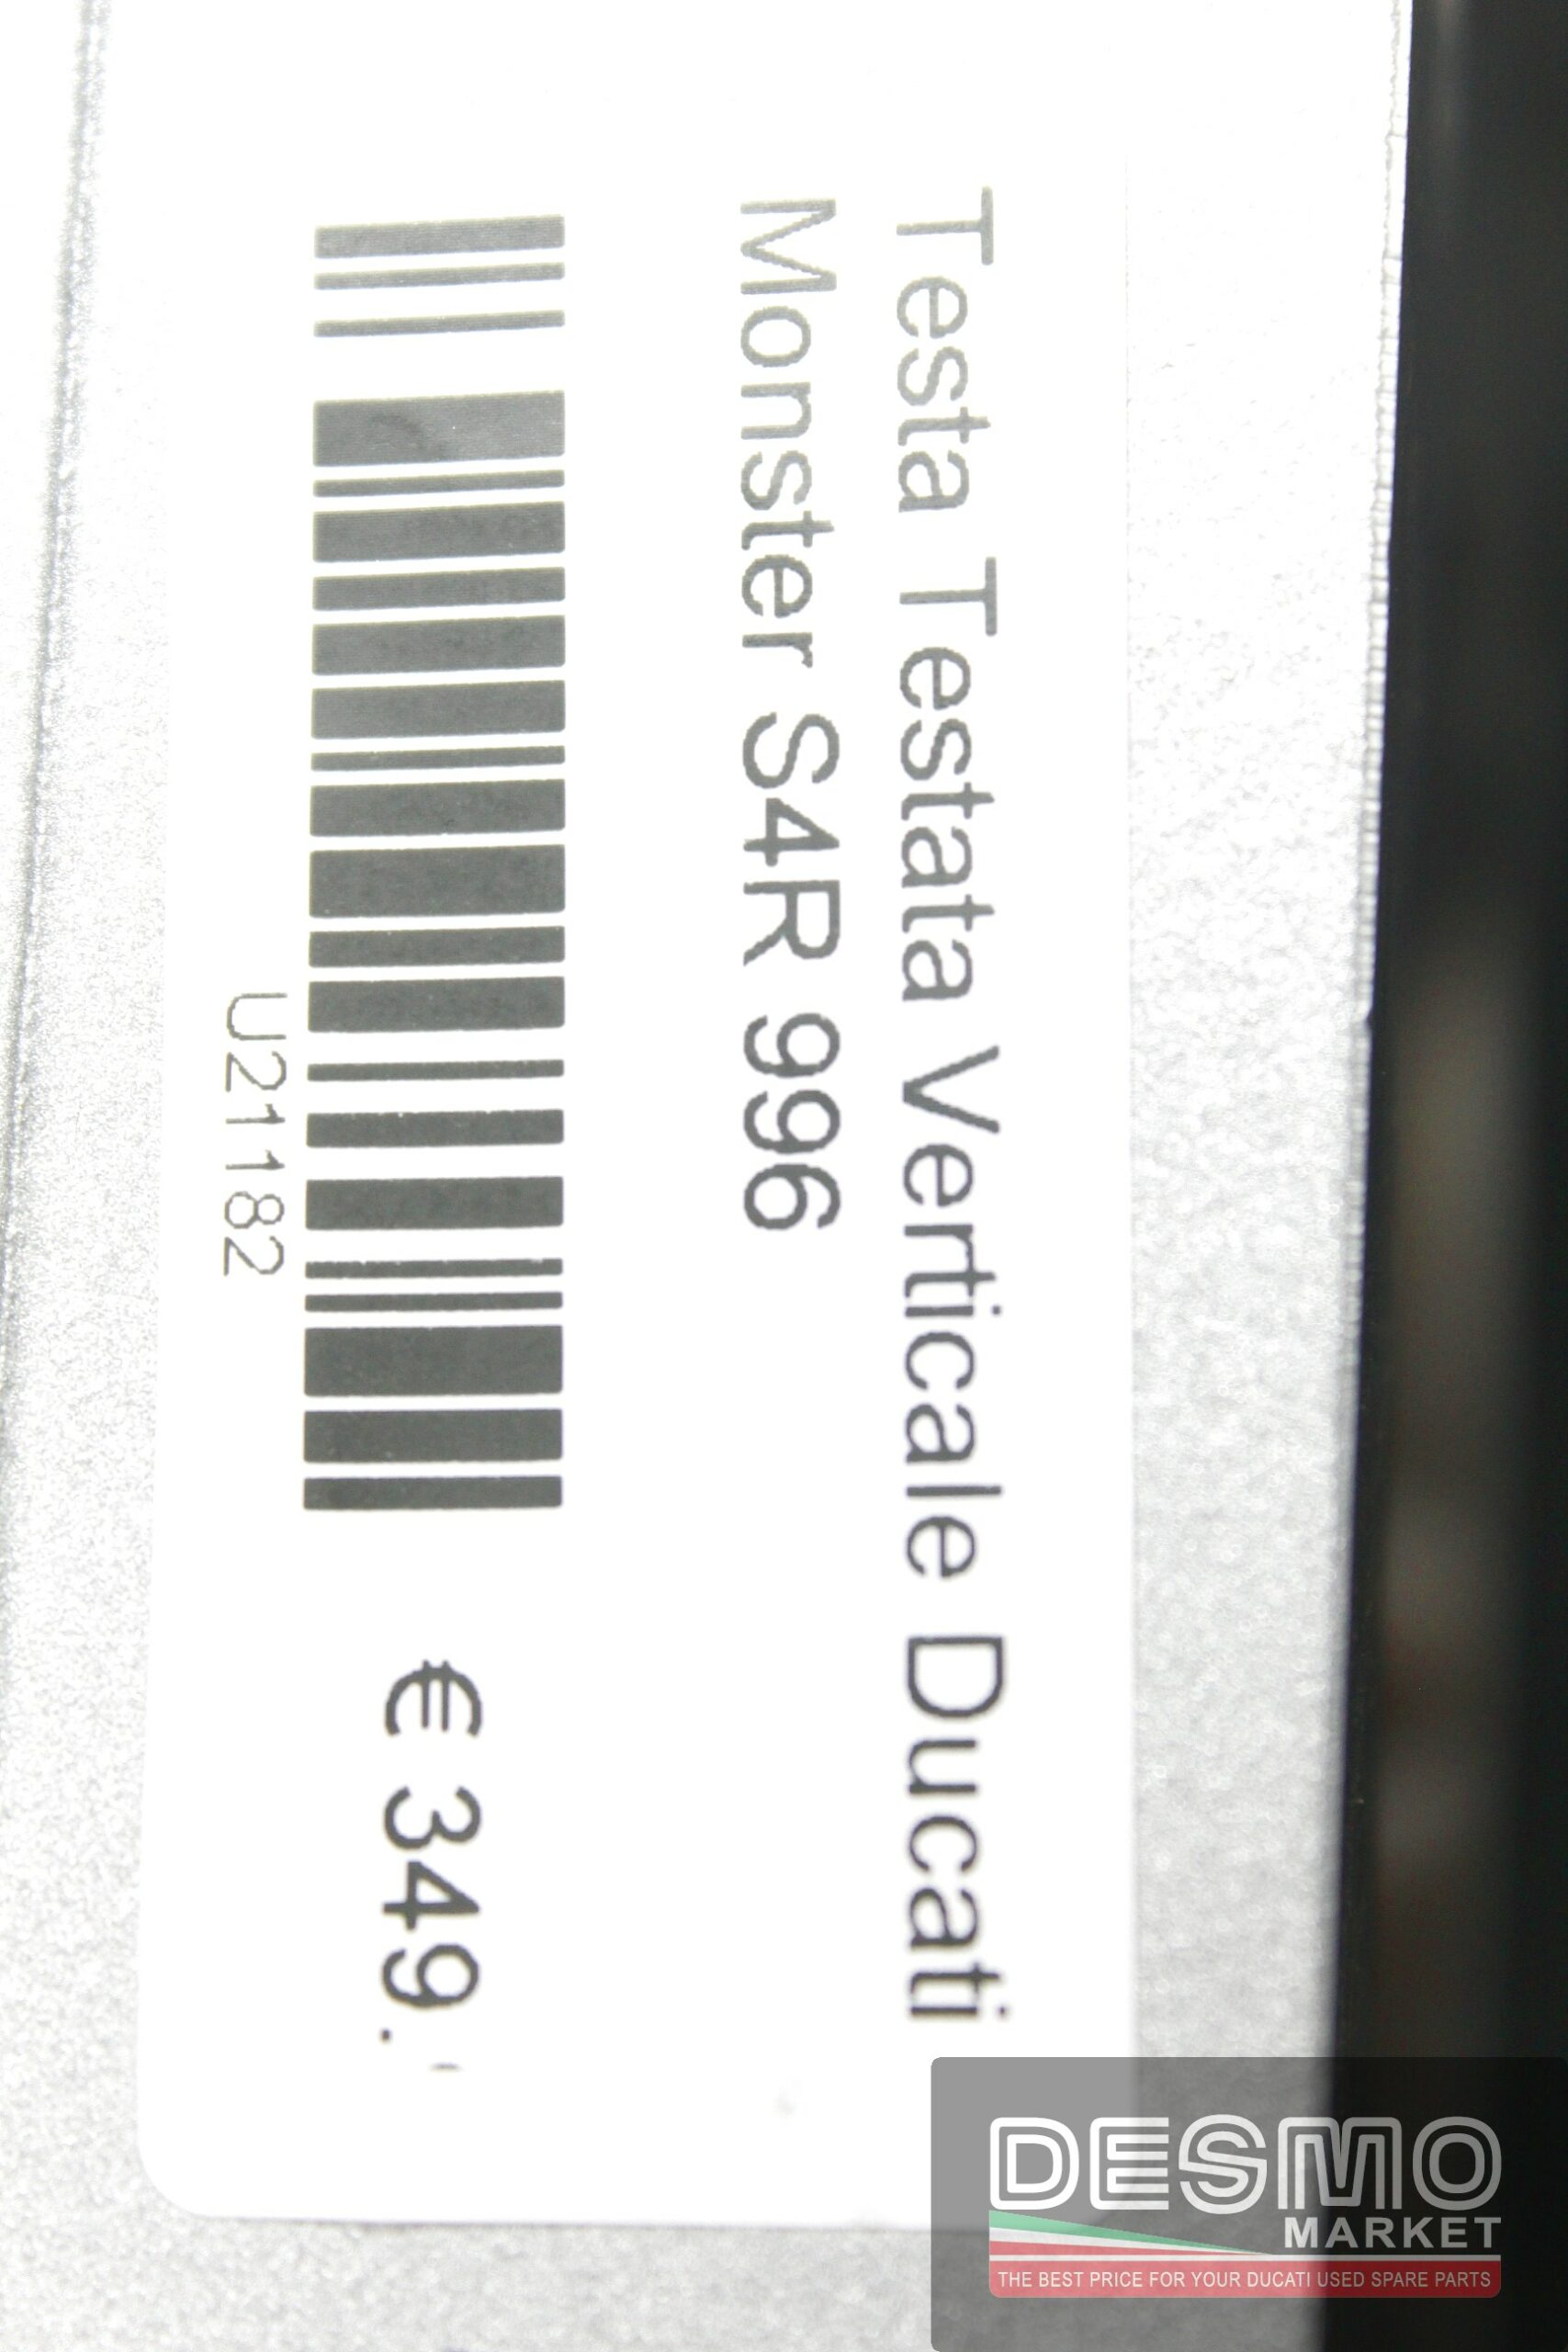 Testa Testata Verticale Ducati
Monster S4R 996
U21182
€ 349.
DESMO
MARKET
THE BEST PRICE FOR YOUR DUCATI USED SPARE PARTS